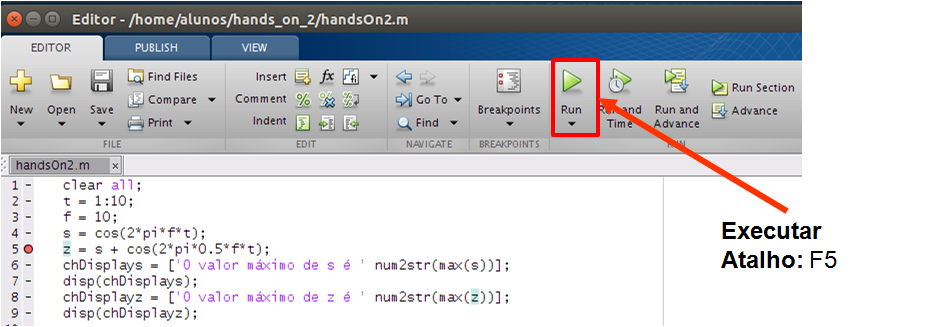 Editor - /home/alunos/hands_on_2/handsOn2.m
EDITOR PUBLISH VIEW
New Open Save
Find Files
Compare
Print
FILE
Insert fx
Comment
Indent
EDIT
Go To
Find
NAVIGATE
Breakpoints
BREAKPOINTS
Run
Run and Time
Run and Advance
Run Section
Advance
RUN
handsOn2.m
1 - clear all;
2 - t = 1:10;
3 - f = 10;
4 - s = cos(2*pi*f*t);
5 z = s + cos(2*pi*0.5*f*t);
6 - chDisplays = ['O valor máximo de s é ' num2str(max(s))];
7 - disp(chDisplays);
8 - chDisplayz = ['O valor máximo de z é ' num2str(max(z))];
9 - disp(chDisplayz);
Executar
Atalho: F5